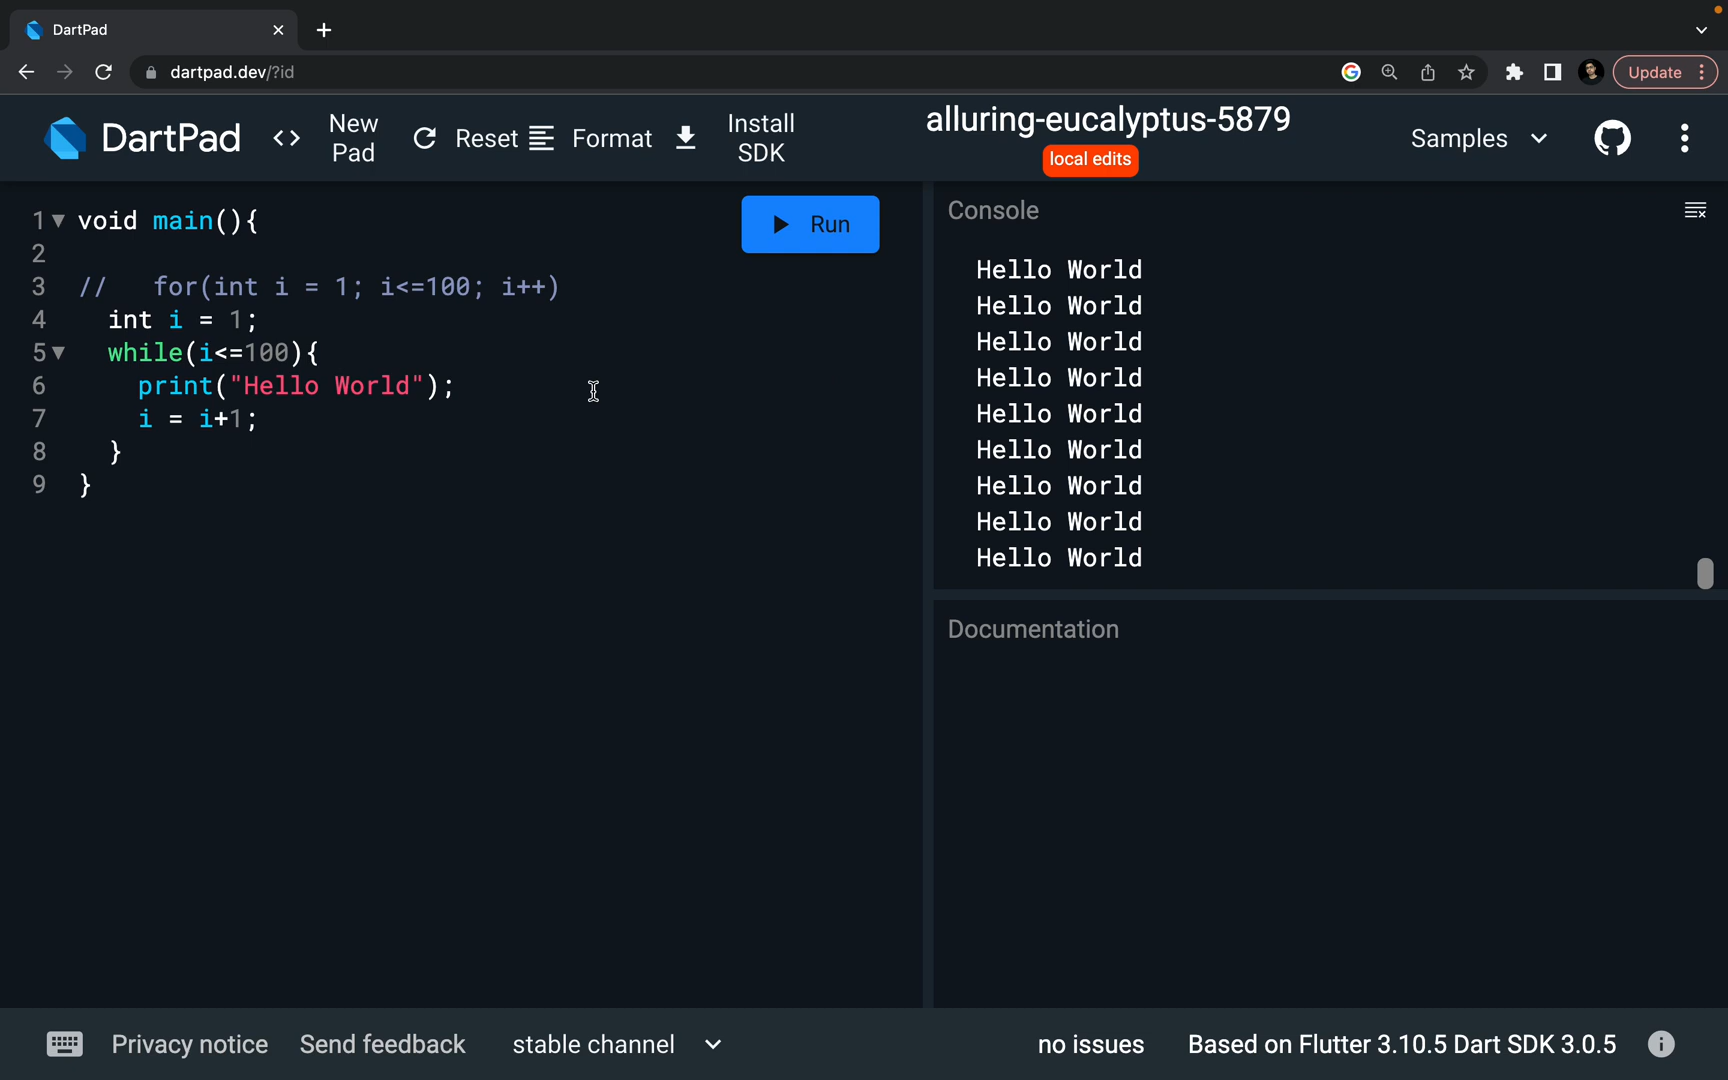 DartPad
dartpad.dev/?id
Update
DartPad
<> New Pad
Reset
Format
Install SDK
alluring-eucalyptus-5879
local edits
Samples
1 void main(){
2
3 //   for(int i = 1; i<=100; i++)
4   int i = 1;
5   while(i<=100){
6     print("Hello World");
7     i = i+1;
8   }
9 }
Run
Console
Hello World
Hello World
Hello World
Hello World
Hello World
Hello World
Hello World
Hello World
Hello World
Documentation
Privacy notice
Send feedback
stable channel
no issues
Based on Flutter 3.10.5 Dart SDK 3.0.5